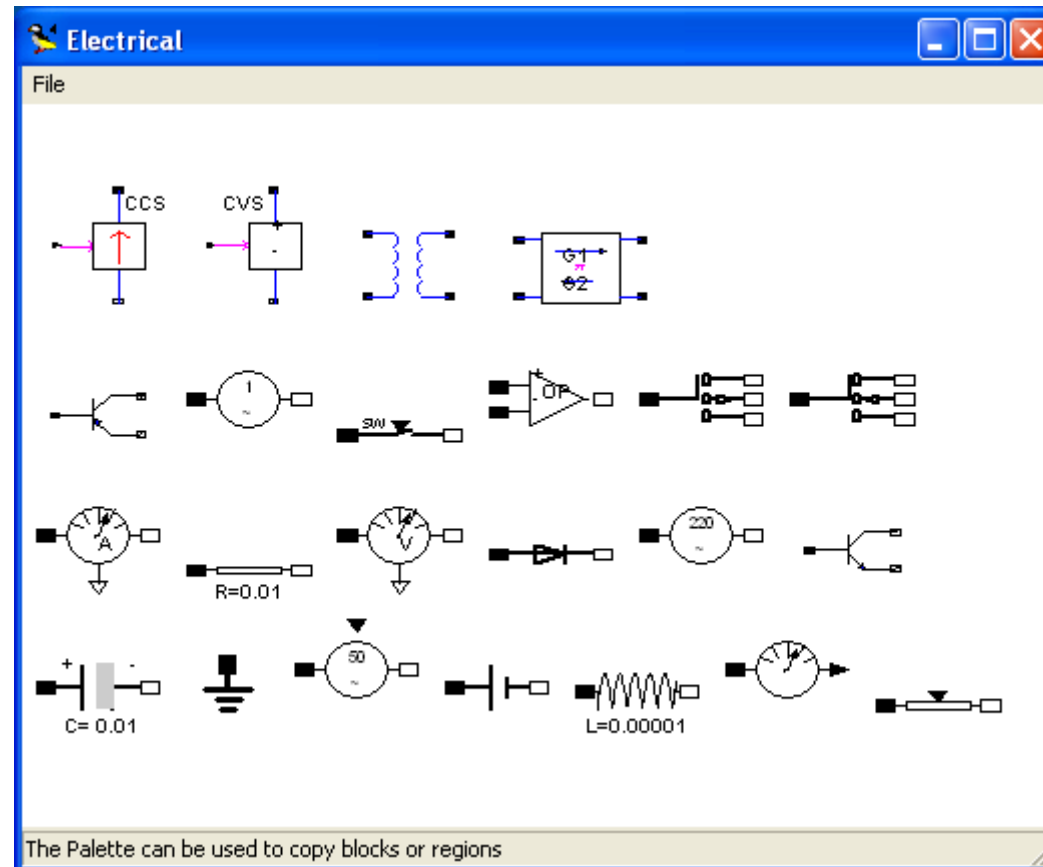 Electrical
File
CCS
CVS
+
-
G1
π
G2
1
~
SW
+
-
OP
A
R=0.01
V
220
~
+
-
C= 0.01
50
~
L=0.00001
The Palette can be used to copy blocks or regions